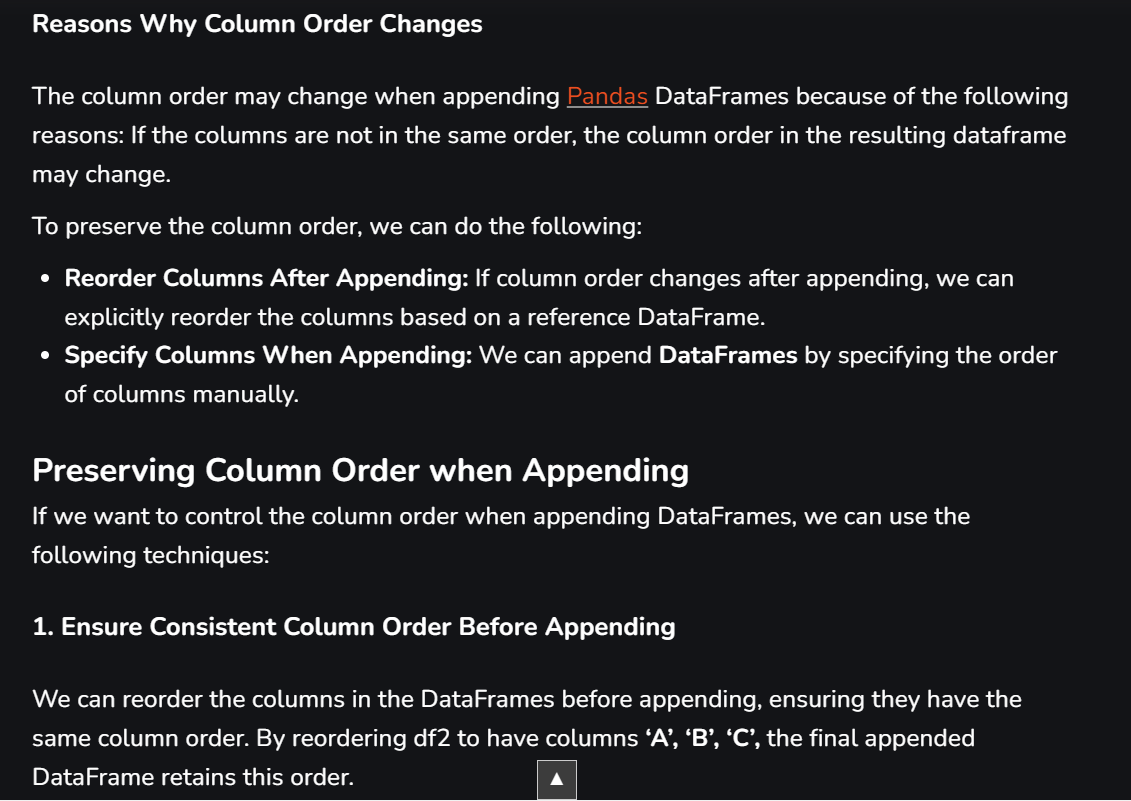 Reasons Why Column Order Changes
The column order may change when appending Pandas DataFrames because of the following
reasons: If the columns are not in the same order, the column order in the resulting dataframe
may change.
To preserve the column order, we can do the following:
• Reorder Columns After Appending: If column order changes after appending, we can
explicitly reorder the columns based on a reference DataFrame.
• Specify Columns When Appending: We can append DataFrames by specifying the order
of columns manually.
Preserving Column Order when Appending
If we want to control the column order when appending DataFrames, we can use the
following techniques:
1. Ensure Consistent Column Order Before Appending
We can reorder the columns in the DataFrames before appending, ensuring they have the
same column order. By reordering df2 to have columns ‘A’, ‘B’, ‘C’, the final appended
DataFrame retains this order.